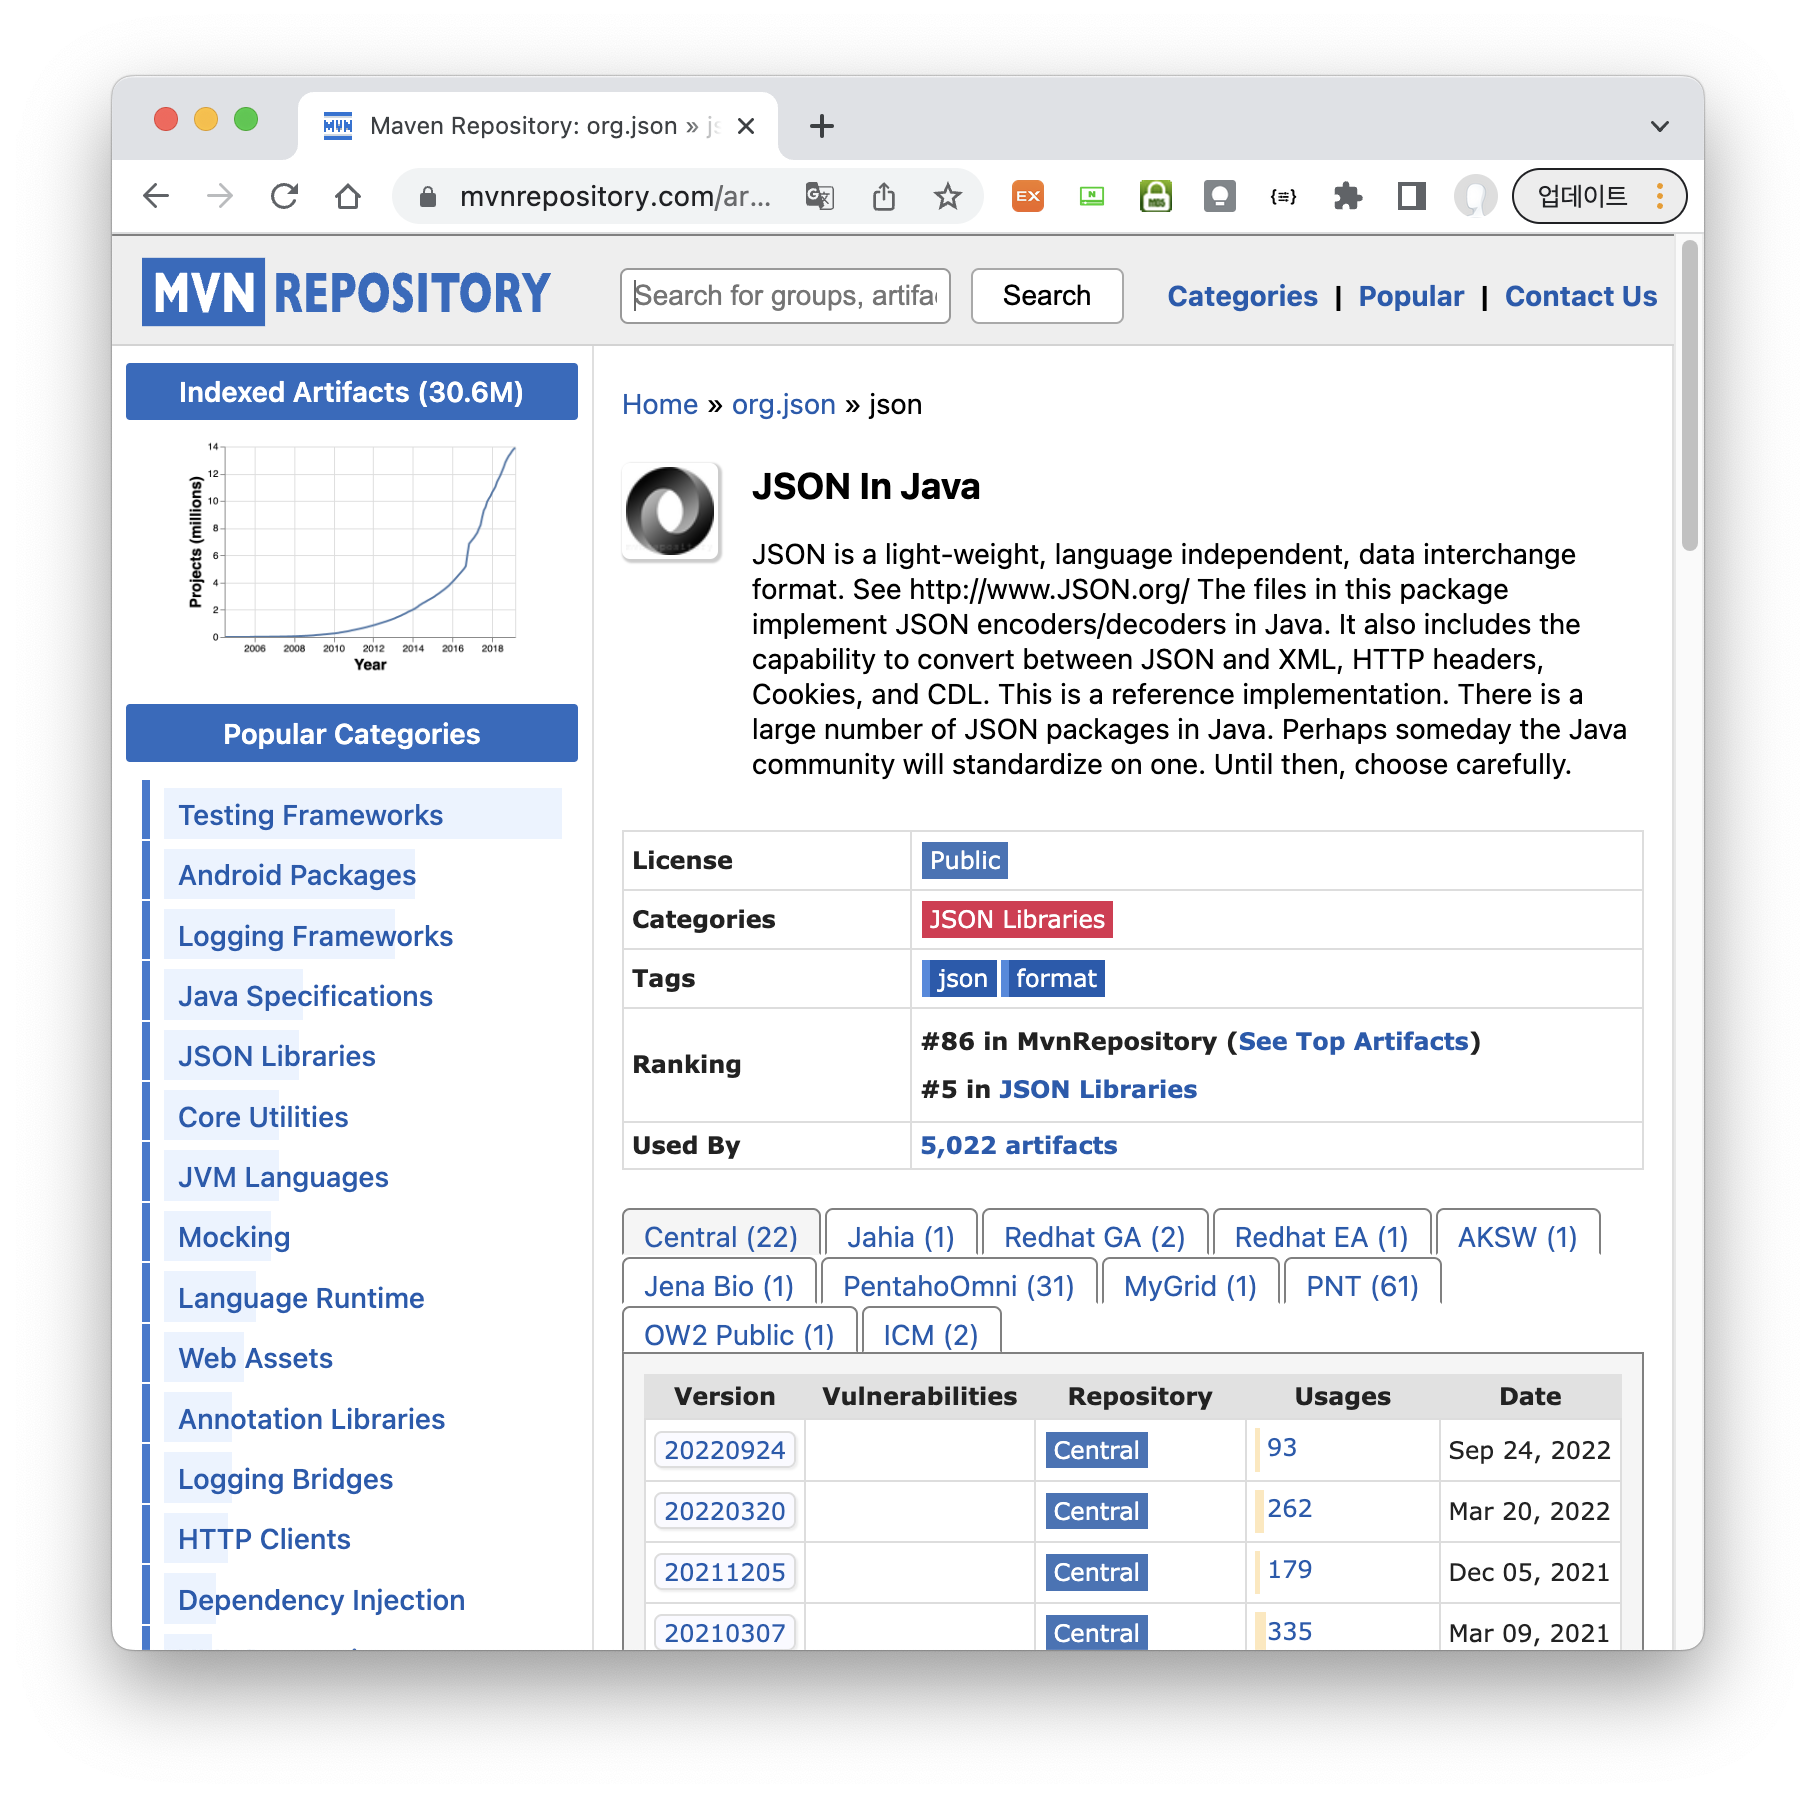 Maven Repository: org.json » js
mvnrepository.com/ar...
EX
N
MDS
{≡}
업데이트
MVN REPOSITORY
Search for groups, artifa
Search
Categories | Popular | Contact Us
Indexed Artifacts (30.6M)
Projects (millions)
14
12
10
8
6
4
2
0
2006 2008 2010 2012 2014 2016 2018
Year
Popular Categories
Testing Frameworks
Android Packages
Logging Frameworks
Java Specifications
JSON Libraries
Core Utilities
JVM Languages
Mocking
Language Runtime
Web Assets
Annotation Libraries
Logging Bridges
HTTP Clients
Dependency Injection
Home » org.json » json
JSON In Java
JSON is a light-weight, language independent, data interchange
format. See http://www.JSON.org/ The files in this package
implement JSON encoders/decoders in Java. It also includes the
capability to convert between JSON and XML, HTTP headers,
Cookies, and CDL. This is a reference implementation. There is a
large number of JSON packages in Java. Perhaps someday the Java
community will standardize on one. Until then, choose carefully.
License Public
Categories JSON Libraries
Tags json format
Ranking
#86 in MvnRepository (See Top Artifacts)
#5 in JSON Libraries
Used By 5,022 artifacts
Central (22) Jahia (1) Redhat GA (2) Redhat EA (1) AKSW (1)
Jena Bio (1) PentahoOmni (31) MyGrid (1) PNT (61)
OW2 Public (1) ICM (2)
Version Vulnerabilities Repository Usages Date
20220924 Central 93 Sep 24, 2022
20220320 Central 262 Mar 20, 2022
20211205 Central 179 Dec 05, 2021
20210307 Central 335 Mar 09, 2021